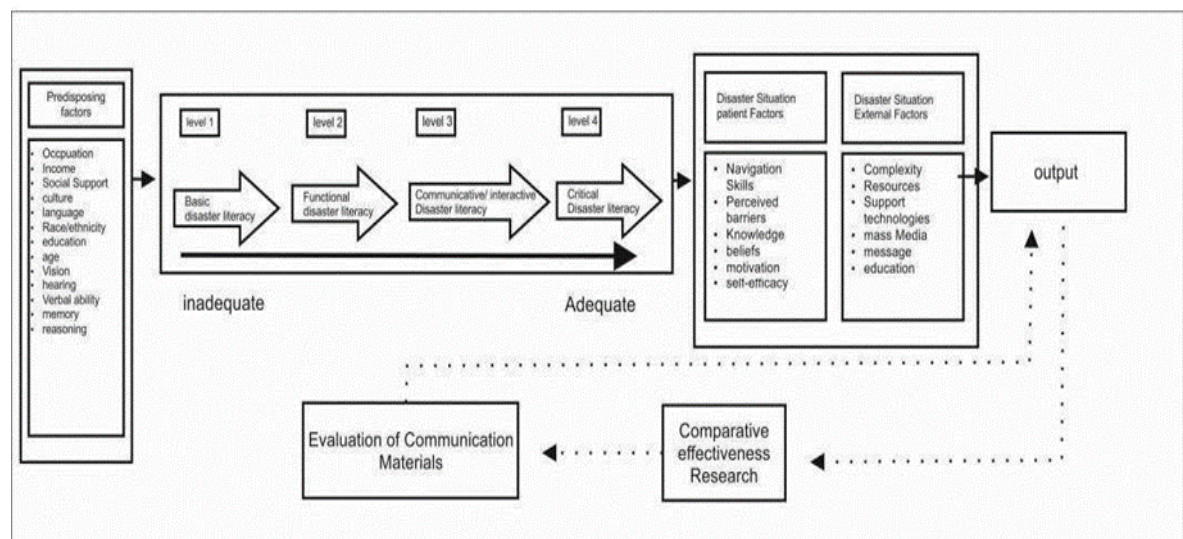 Predisposing
factors
Occpuation
Income
Social Support
culture
language
Race/ethnicity
education
age
Vision
hearing
Verbal ability
memory
reasoning
level 1
level 2
level 3
level 4
Basic
disaster literacy
Functional
disaster literacy
Communicative/ interactive
Disaster literacy
Critical
Disaster literacy
inadequate
Adequate
Disaster Situation
patient Factors
Navigation
Skills
Perceived
barriers
Knowledge
beliefs
motivation
self-efficacy
Disaster Situation
External Factors
Complexity
Resources
Support
technologies
mass Media
message
education
output
Evaluation of Communication
Materials
Comparative
effectiveness
Research